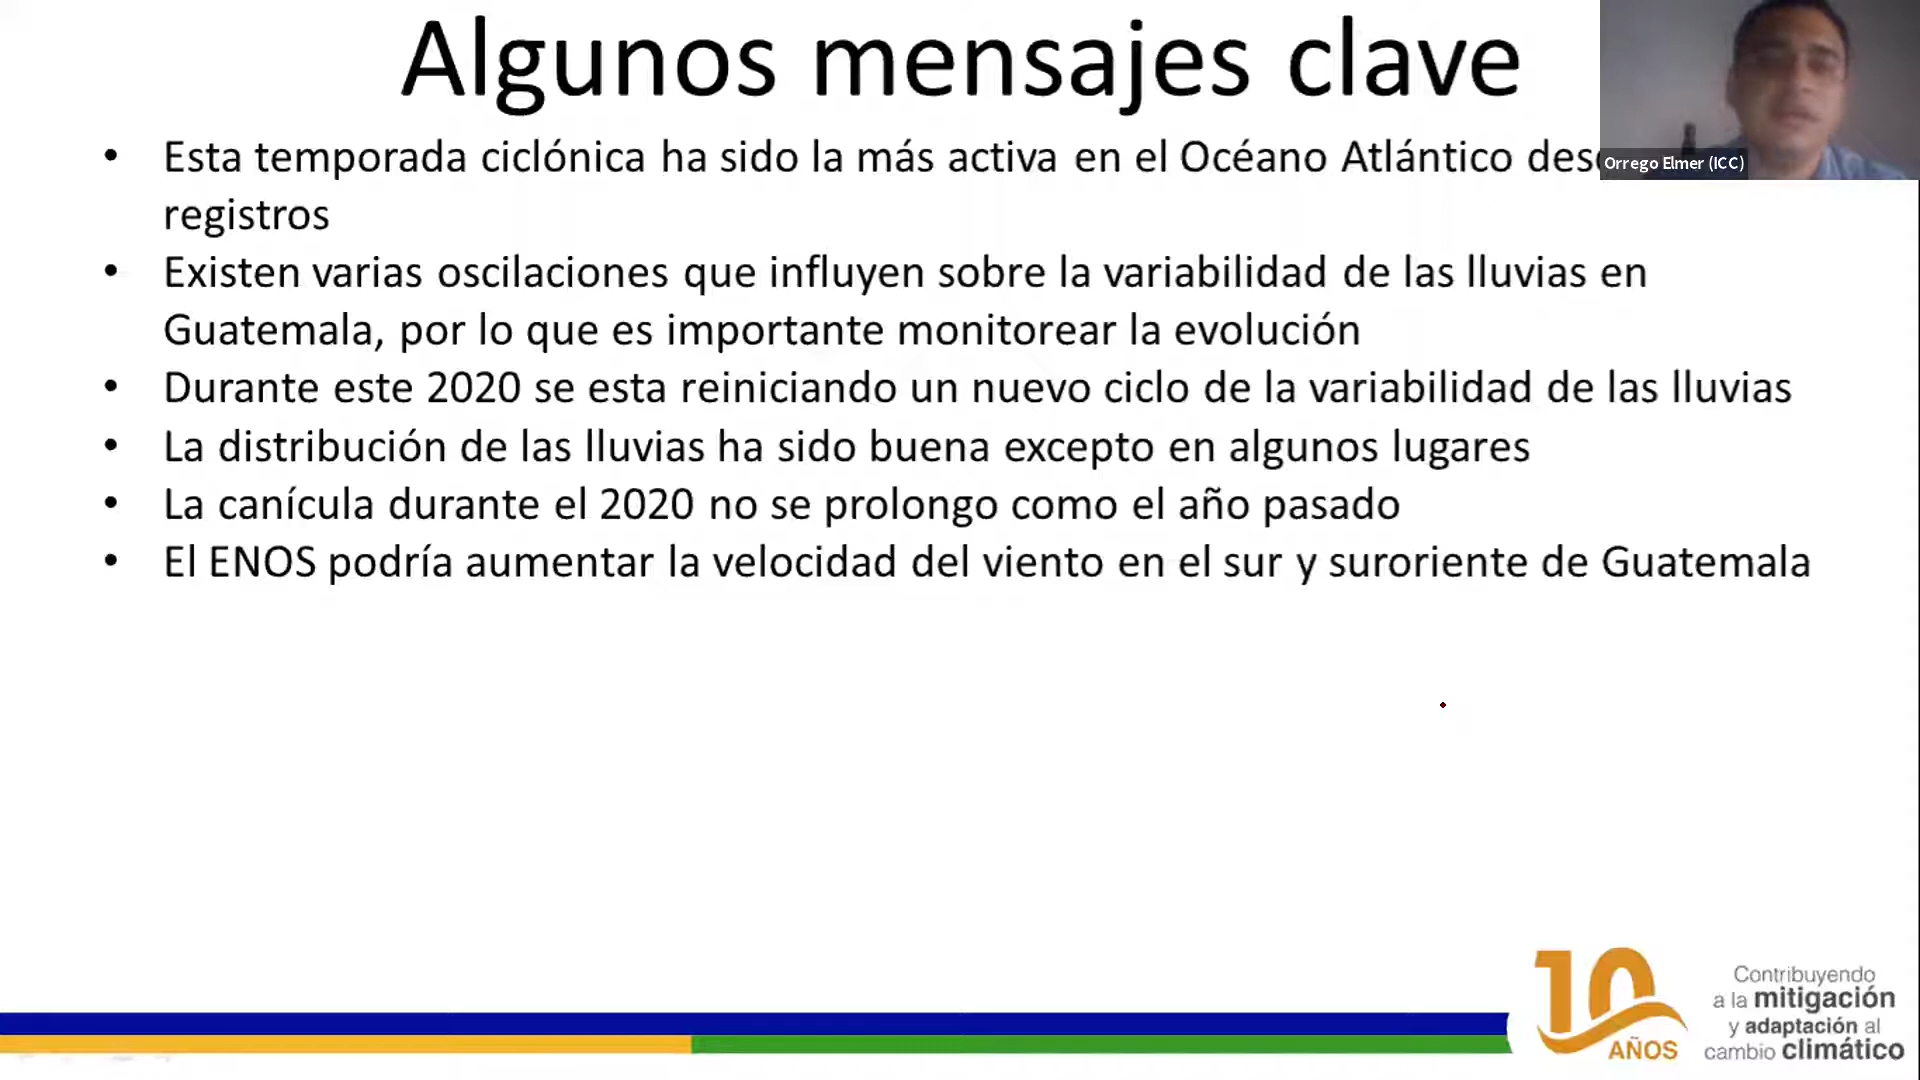 Algunos mensajes clave
• Esta temporada ciclónica ha sido la más activa en el Océano Atlántico
registros
• Existen varias oscilaciones que influyen sobre la variabilidad de las lluvias en
Guatemala, por lo que es importante monitorear la evolución
• Durante este 2020 se esta reiniciando un nuevo ciclo de la variabilidad de las lluvias
• La distribución de las lluvias ha sido buena excepto en algunos lugares
• La canícula durante el 2020 no se prolongo como el año pasado
• El ENOS podría aumentar la velocidad del viento en el sur y suroriente de Guatemala
Orrego Elmer (ICC)
10
AÑOS
Contribuyendo
a la mitigación
y adaptación al
cambio climático